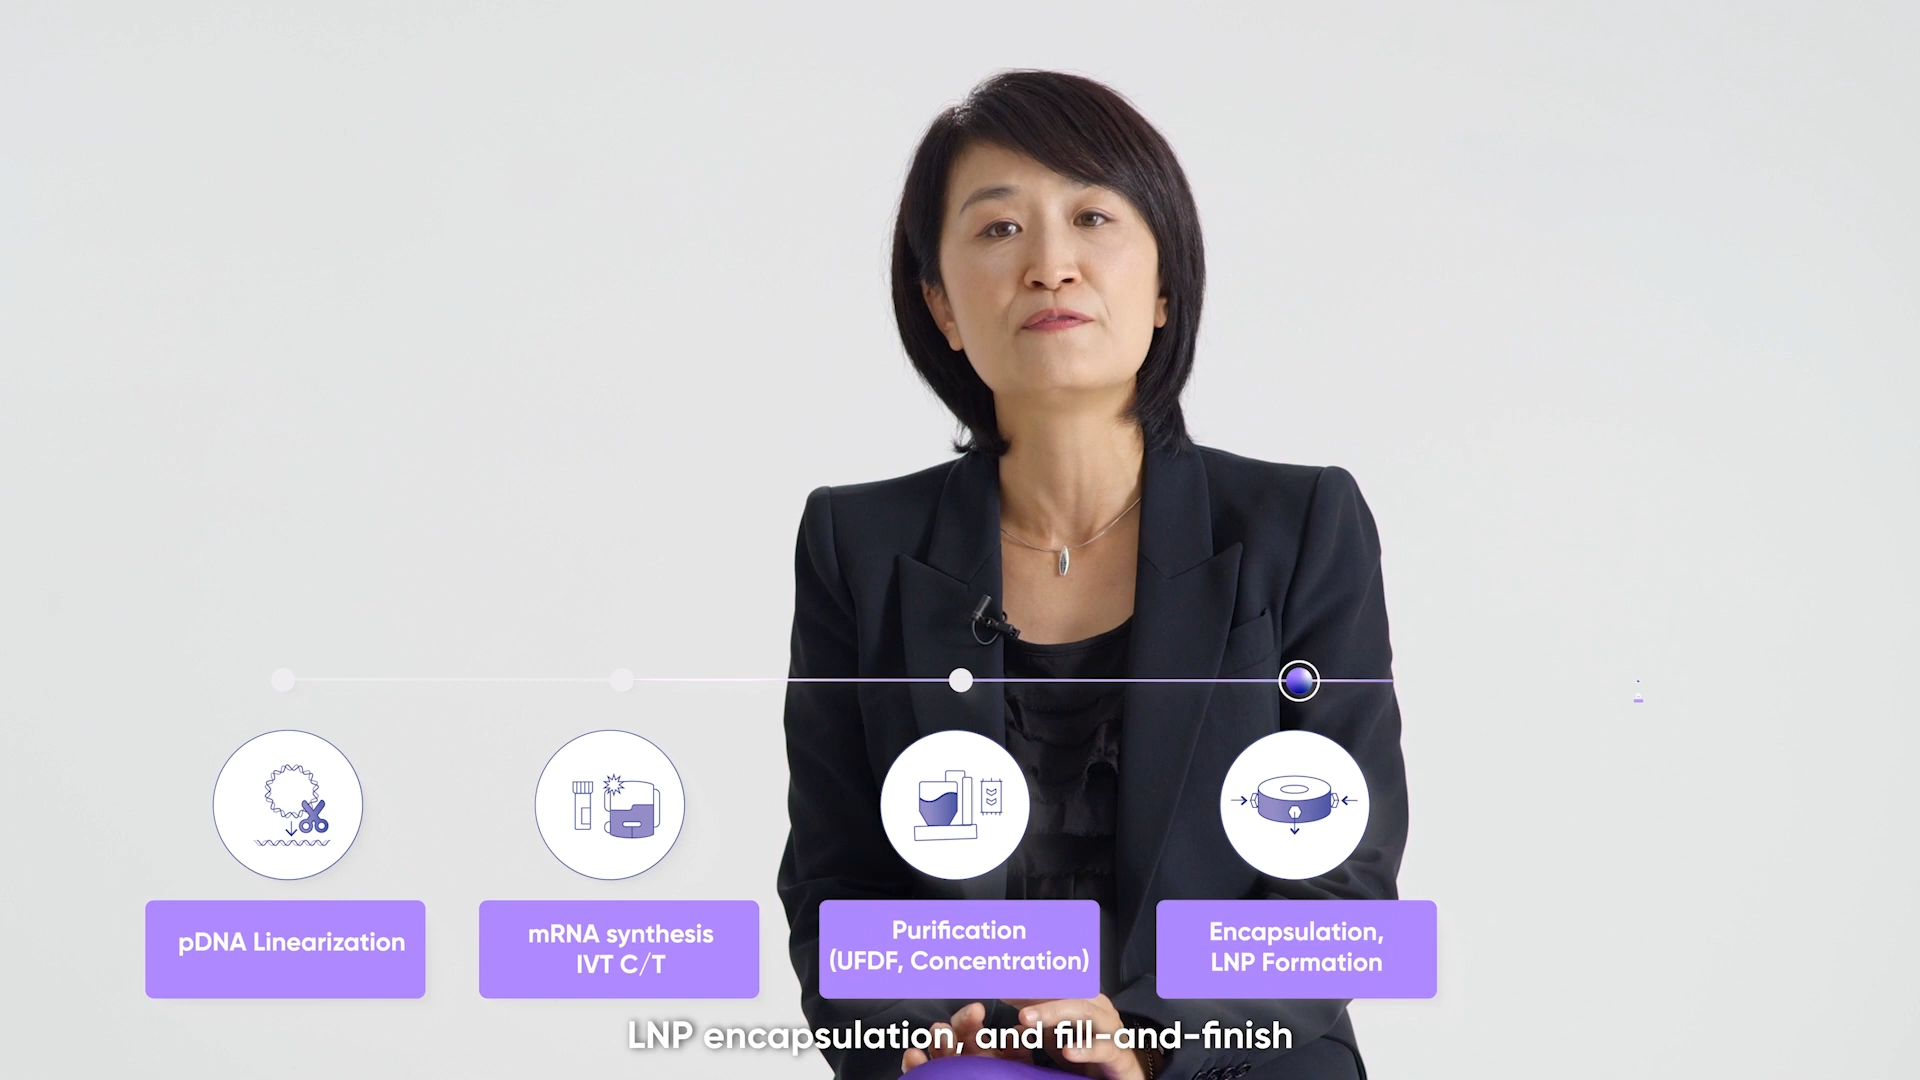 pDNA Linearization
mRNA synthesis
IVT C/T
Purification
(UFDF, Concentration)
Encapsulation,
LNP Formation
LNP encapsulation, and fill-and-finish